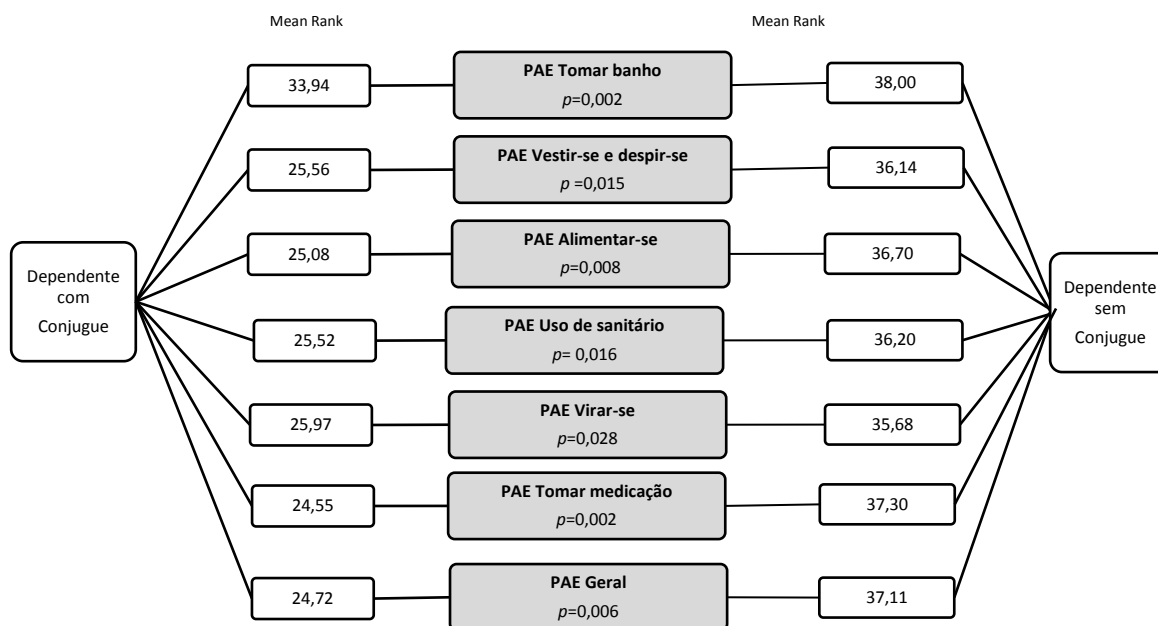 Mean Rank
Mean Rank
33,94
PAE Tomar banho
p=0,002
38,00
25,56
PAE Vestir-se e despir-se
p =0,015
36,14
25,08
PAE Alimentar-se
p=0,008
36,70
Dependente
com
Conjugue
Dependente
sem
Conjugue
25,52
PAE Uso de sanitário
p= 0,016
36,20
25,97
PAE Virar-se
p=0,028
35,68
24,55
PAE Tomar medicação
p=0,002
37,30
24,72
PAE Geral
p=0,006
37,11